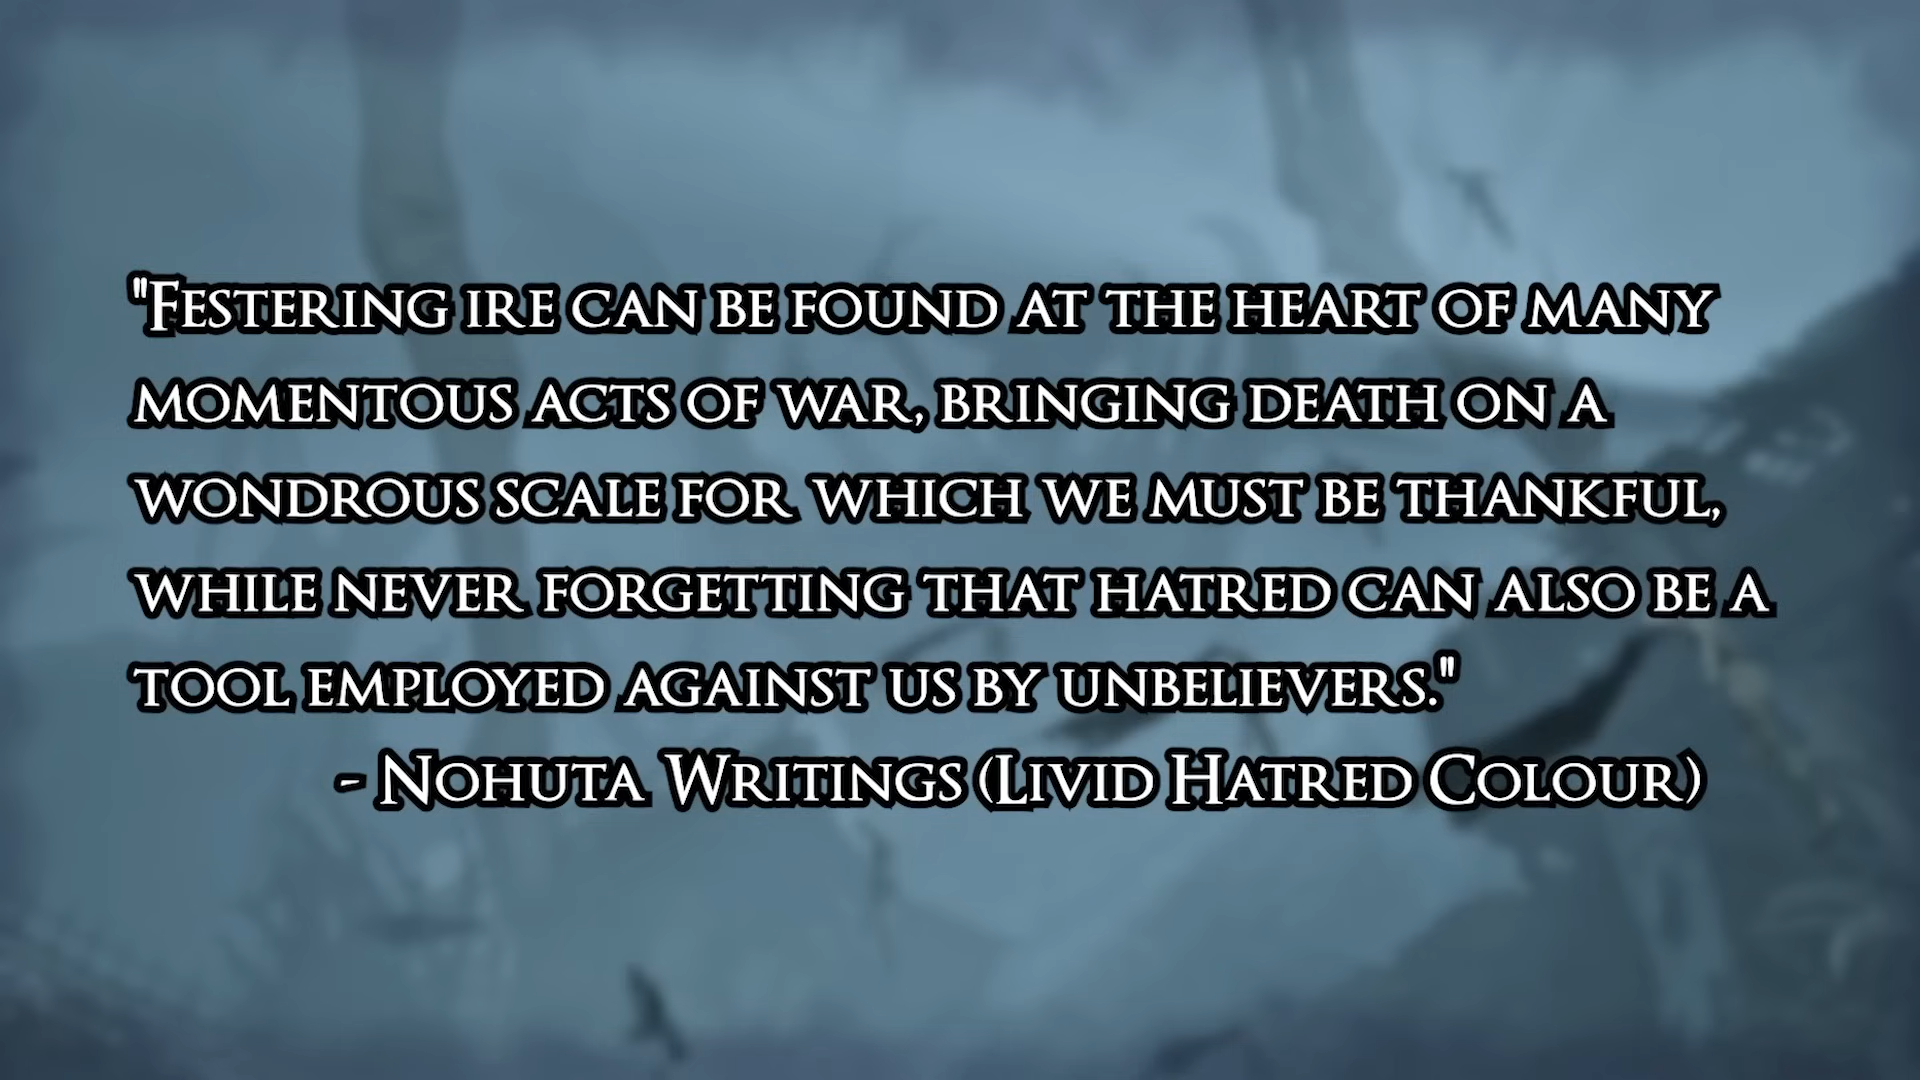 "Festering ire can be found at the heart of many
momentous acts of war, bringing death on a
wondrous scale for which we must be thankful,
while never forgetting that hatred can also be a
tool employed against us by unbelievers."
- Nohuta Writings (Livid Hatred Colour)